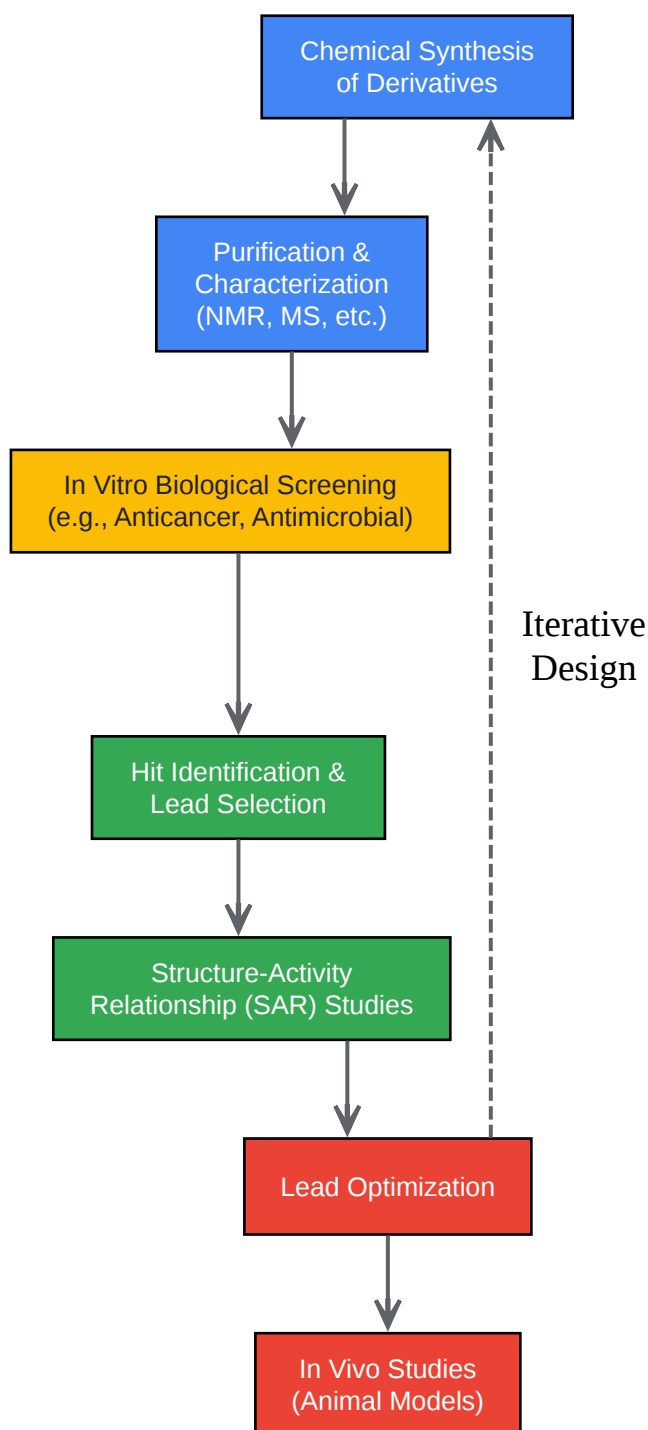 Chemical Synthesis
of Derivatives
Purification &
Characterization
(NMR, MS, etc.)
In Vitro Biological Screening
(e.g., Anticancer, Antimicrobial)
Iterative
Design
Hit Identification &
Lead Selection
Structure-Activity
Relationship (SAR) Studies
Lead Optimization
In Vivo Studies
(Animal Models)